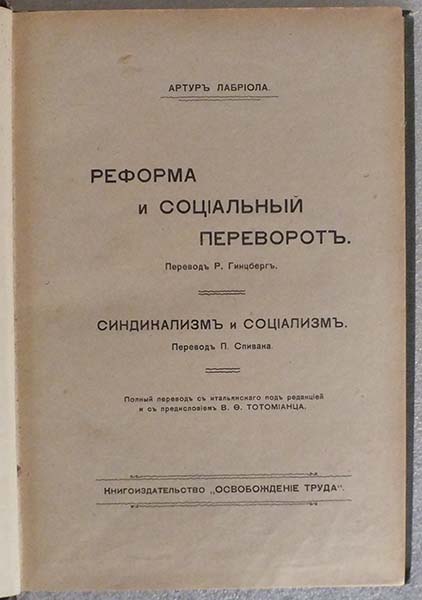 АРТУРЪ ЛАБРІОЛА.
РЕФОРМА
и СОЦІАЛЬНЫЙ
ПЕРЕВОРОТЪ.
Переводъ Р. Гинцбергъ.
СИНДИКАЛИЗМЪ и СОЦІАЛИЗМЪ.
Переводъ П. Спивака.
Полный переводъ съ итальянскаго подъ редакціей
и съ предисловіемъ В. Ѳ. ТОТОМІАНЦА.
Книгоиздательство „ОСВОБОЖДЕНІЕ ТРУДА“.